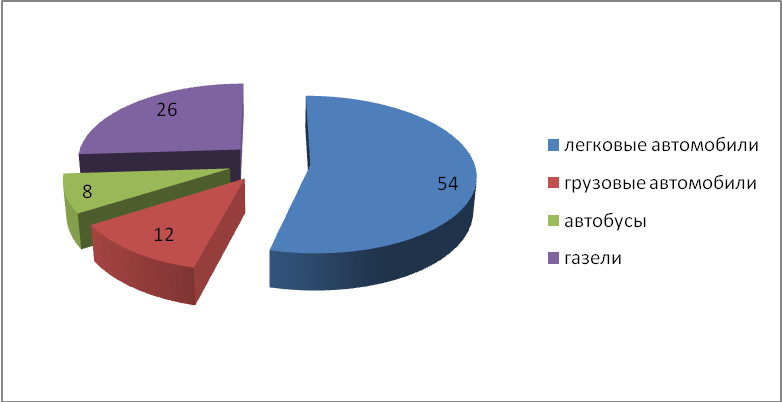 26
8
12
54
легковые автомобили
грузовые автомобили
автобусы
газели